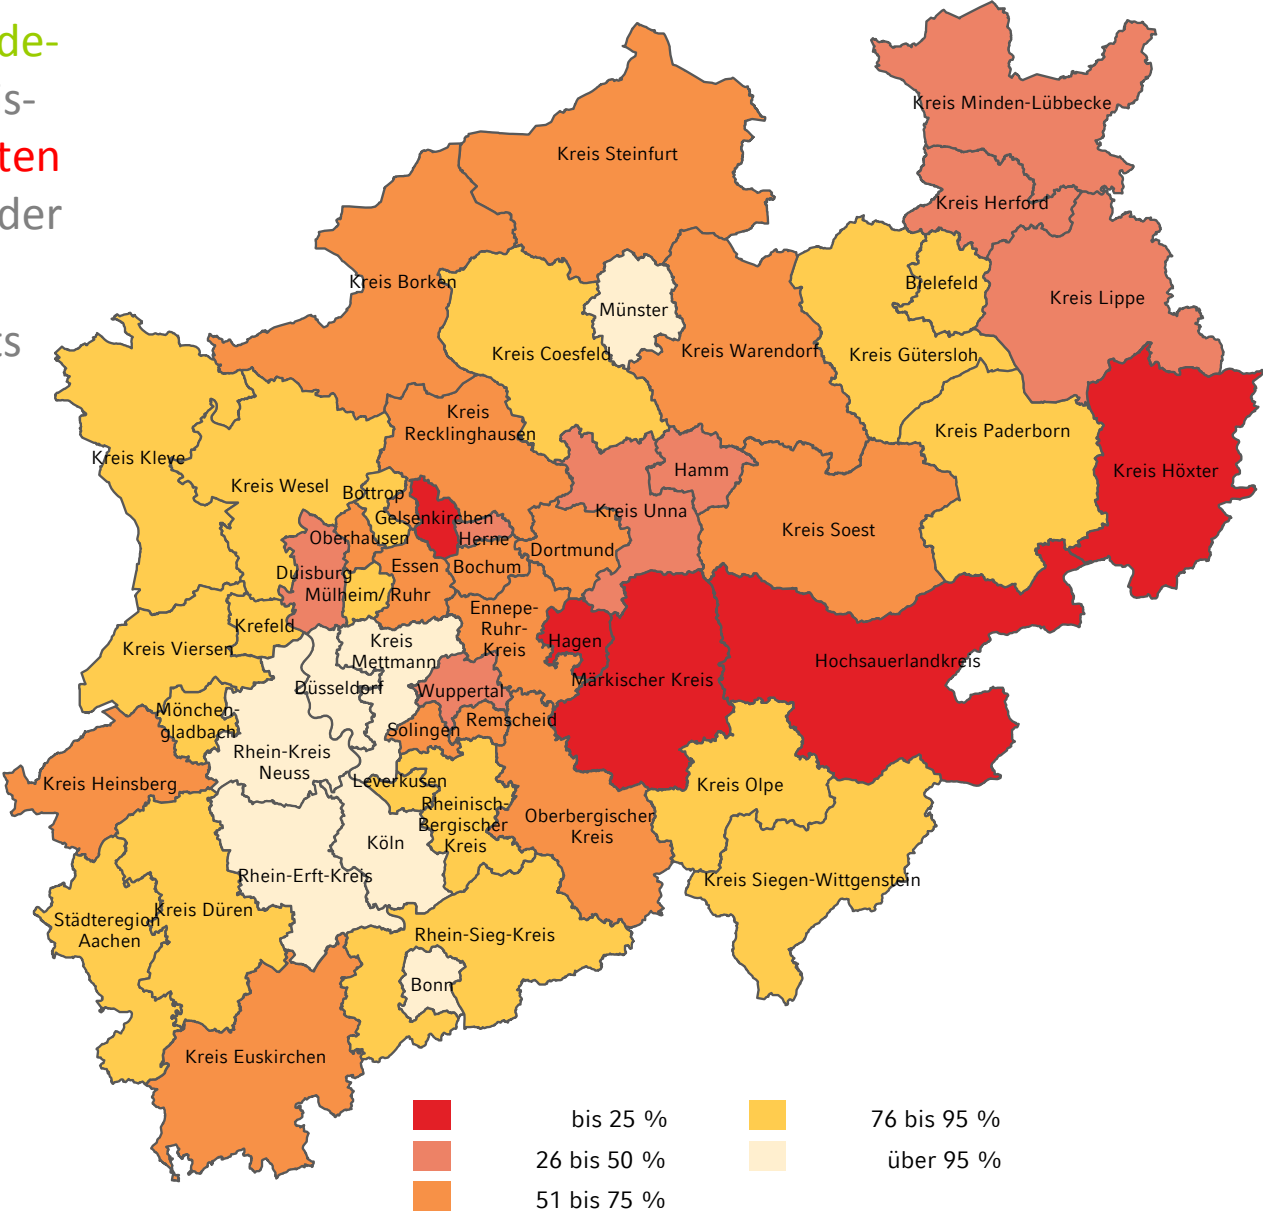 de-
s-
ten
der
ts
Kreis Minden-Lübbecke
Kreis Steinfurt
Kreis Herford
Kreis Borken
Bielefeld
Kreis Lippe
Münster
Kreis Coesfeld
Kreis Warendorf
Kreis Gütersloh
Kreis
Recklinghausen
Kreis Paderborn
Kreis Kleve
Hamm
Kreis Höxter
Kreis Wesel
Bottrop
Kreis Unna
Gelsenkirchen
Kreis Soest
Oberhausen
Herne
Dortmund
Duisburg
Essen
Bochum
Mülheim/Ruhr
Ennepe-
Ruhr-
Kreis
Krefeld
Kreis
Mettmann
Hagen
Kreis Viersen
Hochsauerlandkreis
Düsseldorf
Wuppertal
Märkischer Kreis
Mönchen-
gladbach
Solingen
Remscheid
Rhein-Kreis
Neuss
Kreis Heinsberg
Leverkusen
Kreis Olpe
Rheinisch-
Bergischer
Kreis
Oberbergischer
Kreis
Köln
Rhein-Erft-Kreis
Kreis Siegen-Wittgenstein
Städteregion
Aachen
Kreis Düren
Rhein-Sieg-Kreis
Bonn
Kreis Euskirchen
bis 25 %
26 bis 50 %
51 bis 75 %
76 bis 95 %
über 95 %